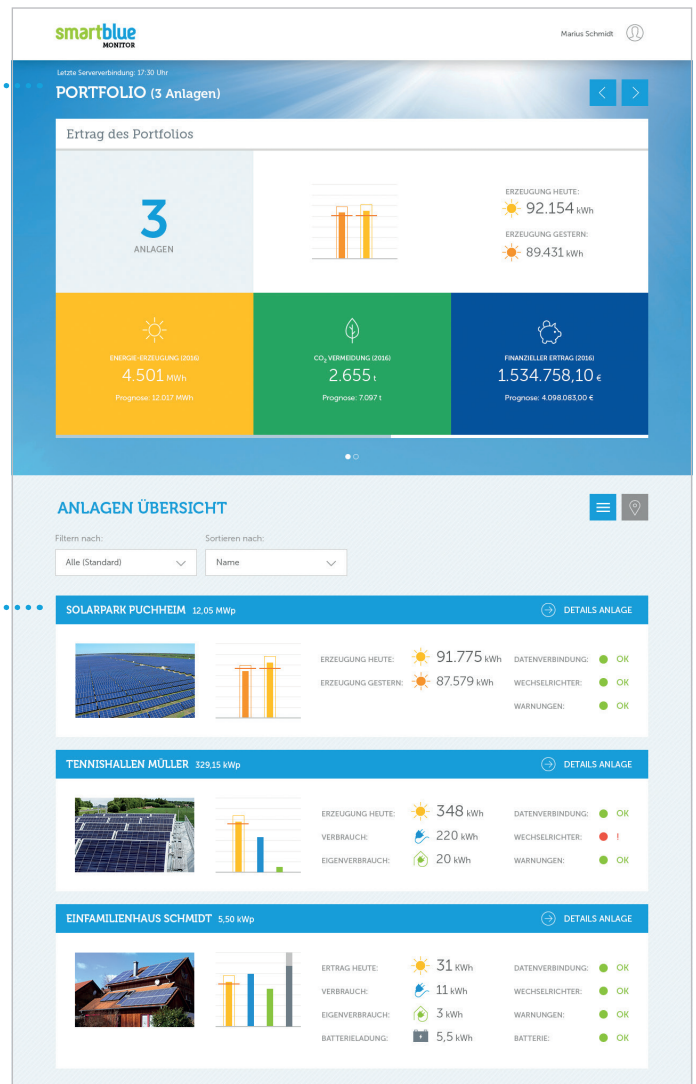 smartblue
MONITOR
Marius Schmidt
Letzte Serververbindung: 17:30 Uhr
PORTFOLIO (3 Anlagen)
Ertrag des Portfolios
3
ANLAGEN
ERZEUGUNG HEUTE:
92.154 kWh
ERZEUGUNG GESTERN:
89.431 kWh
ENERGIE-ERZEUGUNG (2016)
4.501 MWh
Prognose: 12.017 MWh
CO₂ VERMEIDUNG (2016)
2.655 t
Prognose: 7.097 t
FINANZIELLER ERTRAG (2016)
1.534.758,10 €
Prognose: 4.098.083,00 €
ANLAGEN ÜBERSICHT
Filtern nach: Sortieren nach:
Alle (Standard) Name
SOLARPARK PUCHHEIM 12,05 MWp DETAILS ANLAGE
ERZEUGUNG HEUTE: 91.775 kWh DATENVERBINDUNG: OK
ERZEUGUNG GESTERN: 87.579 kWh WECHSELRICHTER: OK
WARNUNGEN: OK
TENNISHALLEN MÜLLER 329,15 kWp DETAILS ANLAGE
ERZEUGUNG HEUTE: 348 kWh DATENVERBINDUNG: OK
VERBRAUCH: 220 kWh WECHSELRICHTER: !
EIGENVERBRAUCH: 20 kWh WARNUNGEN: OK
EINFAMILIENHAUS SCHMIDT 5,50 kWp DETAILS ANLAGE
ERTRAG HEUTE: 31 kWh DATENVERBINDUNG: OK
VERBRAUCH: 11 kWh WECHSELRICHTER: OK
EIGENVERBRAUCH: 3 kWh WARNUNGEN: OK
BATTERIELADUNG: 5,5 kWh BATTERIE: OK